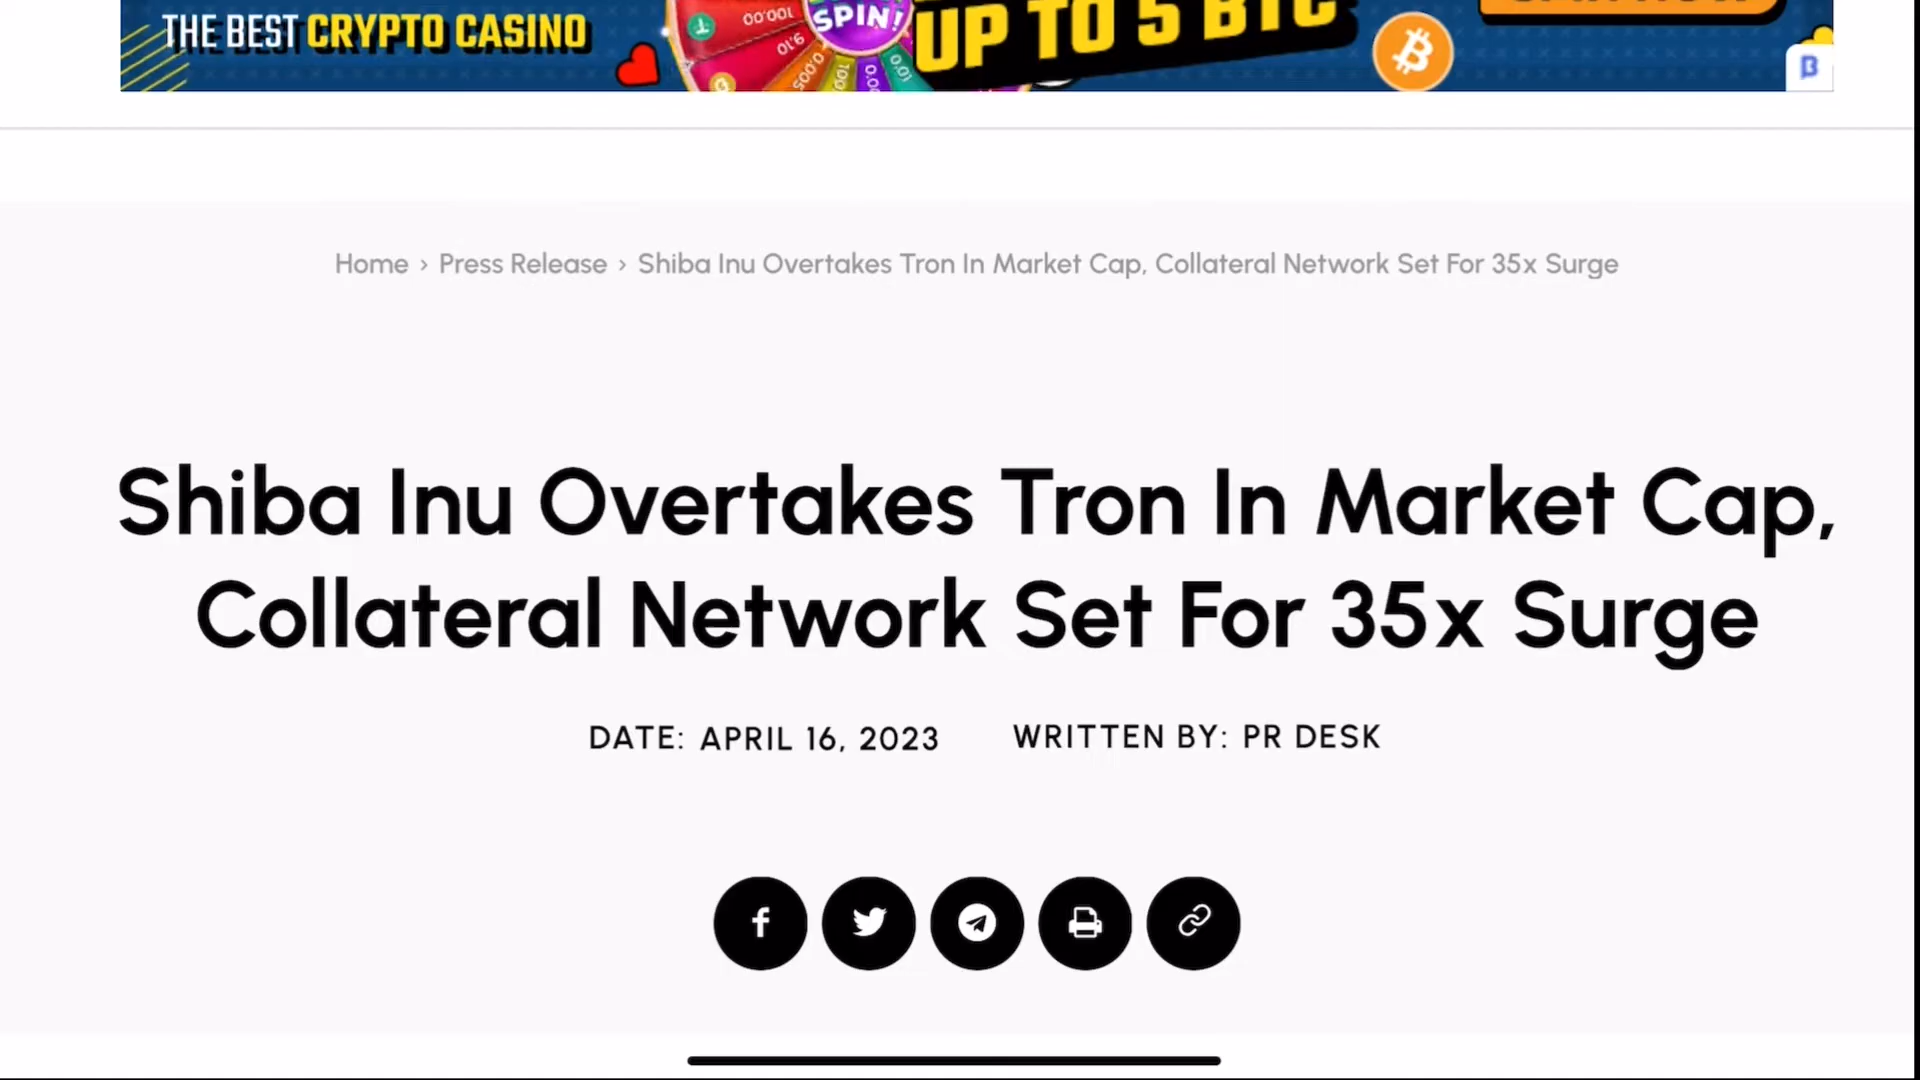 THE BEST CRYPTO CASINO
SPIN!
UP TO 5 BTC
Home › Press Release › Shiba Inu Overtakes Tron In Market Cap, Collateral Network Set For 35x Surge
Shiba Inu Overtakes Tron In Market Cap,
Collateral Network Set For 35x Surge
DATE: APRIL 16, 2023 WRITTEN BY: PR DESK